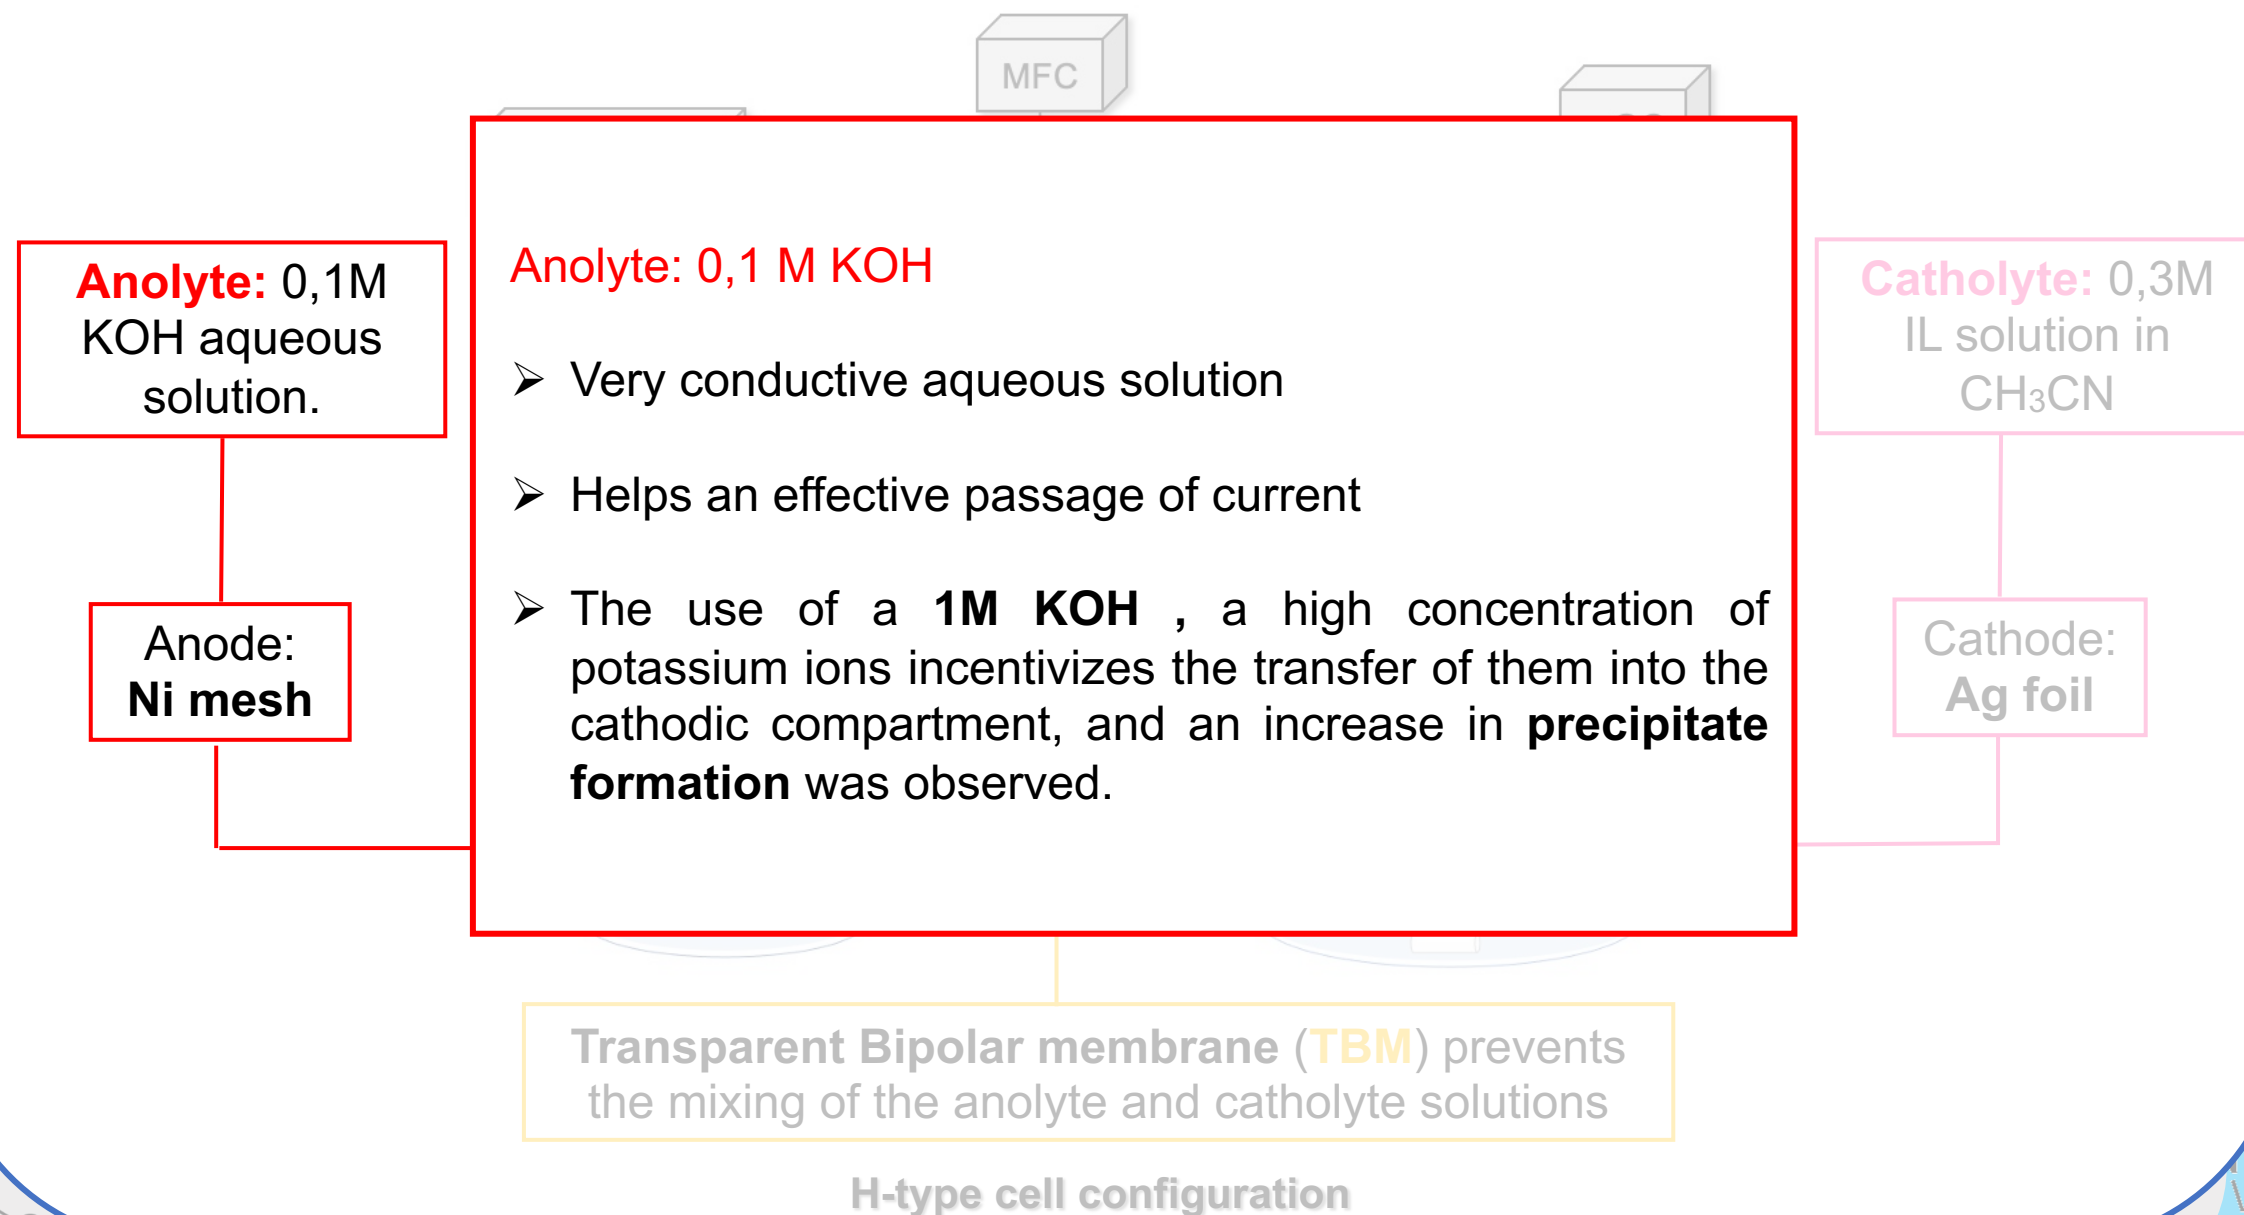 MFC
Anolyte: 0,1M
KOH aqueous
solution.
Anode:
Ni mesh
Anolyte: 0,1 M KOH
➢ Very conductive aqueous solution
➢ Helps an effective passage of current
➢ The use of a 1M KOH , a high concentration of
potassium ions incentivizes the transfer of them into the
cathodic compartment, and an increase in precipitate
formation was observed.
Catholyte: 0,3M
IL solution in
CH₃CN
Cathode:
Ag foil
Transparent Bipolar membrane (TBM) prevents
the mixing of the anolyte and catholyte solutions
H-type cell configuration